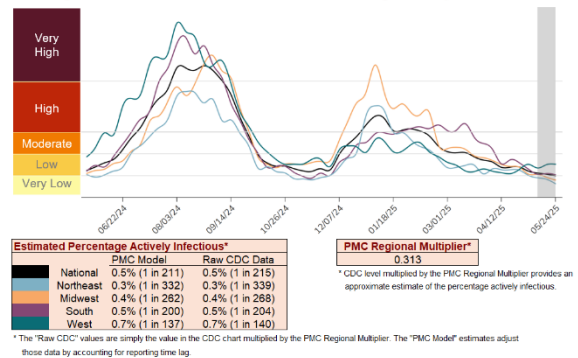 Very
High
High
Moderate
Low
Very Low
06/22/24
08/03/24
09/14/24
10/26/24
12/07/24
01/18/25
03/01/25
04/12/25
05/24/25
Estimated Percentage Actively Infectious*
PMC Model Raw CDC Data
National 0.5% (1 in 211) 0.5% (1 in 215)
Northeast 0.3% (1 in 332) 0.3% (1 in 339)
Midwest 0.4% (1 in 262) 0.4% (1 in 268)
South 0.5% (1 in 200) 0.5% (1 in 204)
West 0.7% (1 in 137) 0.7% (1 in 140)
PMC Regional Multiplier*
0.313
* CDC level multiplied by the PMC Regional Multiplier provides an
approximate estimate of the percentage actively infectious.
* The "Raw CDC" values are simply the value in the CDC chart multiplied by the PMC Regional Multiplier. The "PMC Model" estimates adjust
those data by accounting for reporting time lag.